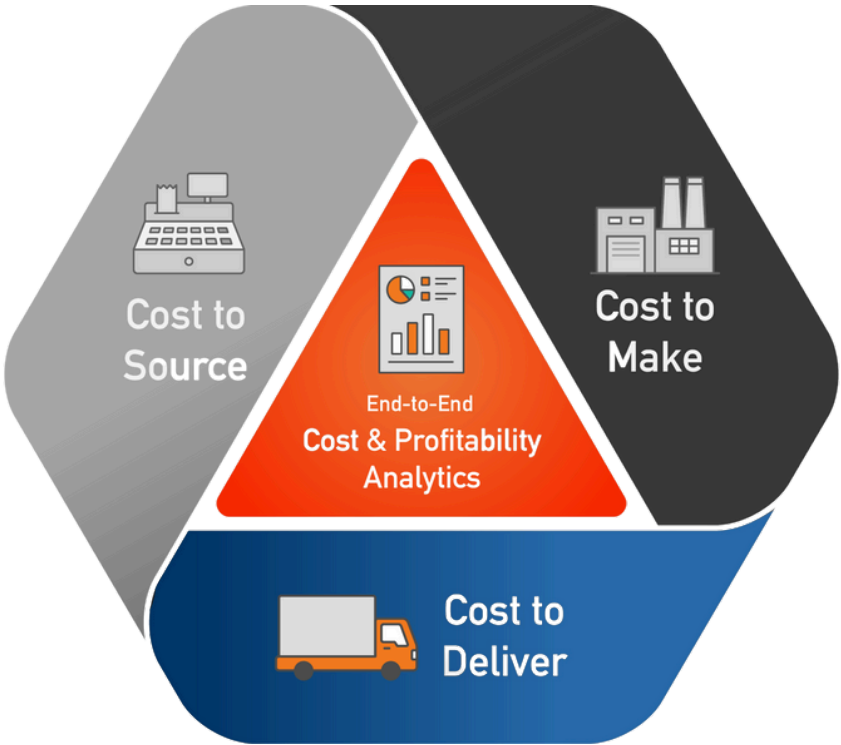 Cost to
Source
Cost to
Make
End-to-End
Cost & Profitability
Analytics
Cost to
Deliver